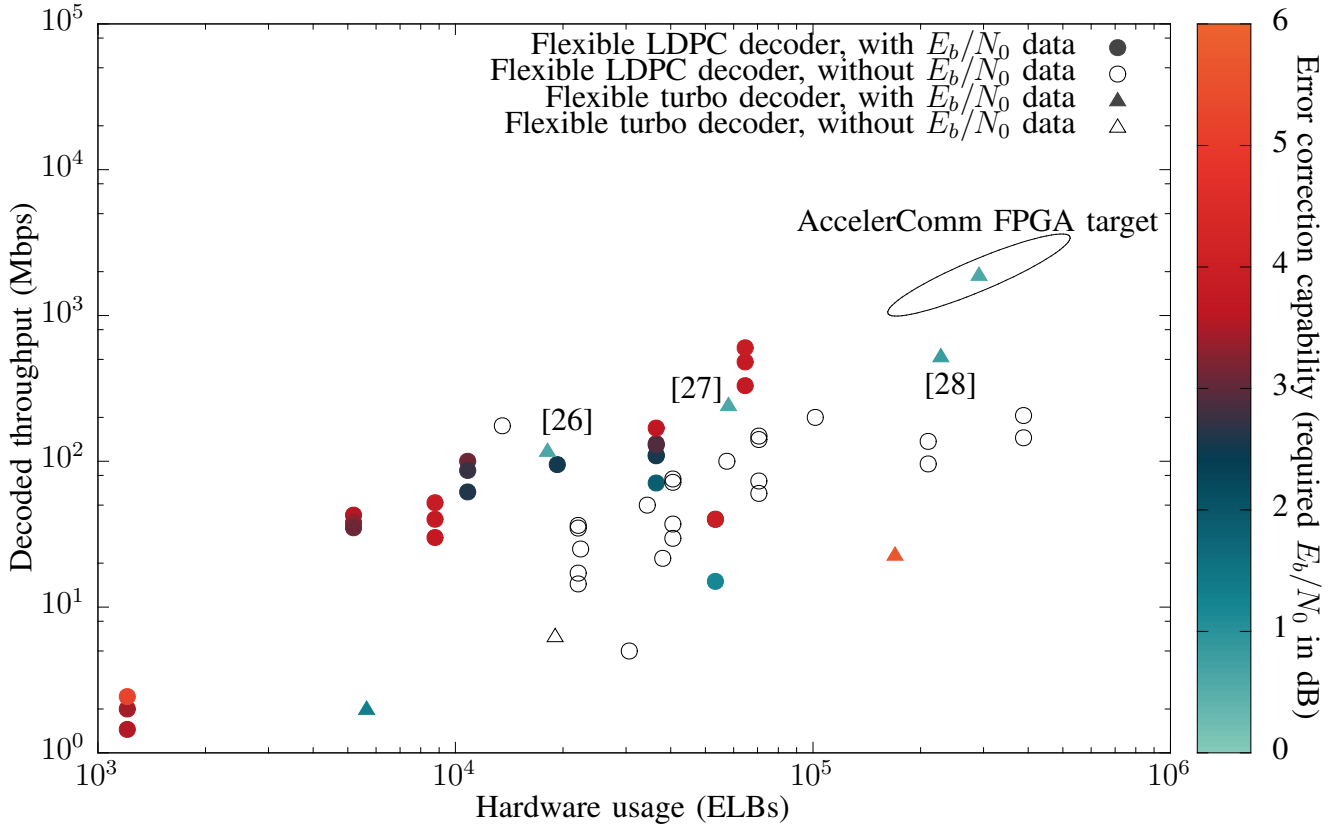 Flexible LDPC decoder, with E_b/N_0 data
Flexible LDPC decoder, without E_b/N_0 data
Flexible turbo decoder, with E_b/N_0 data
Flexible turbo decoder, without E_b/N_0 data
AccelerComm FPGA target
[26]
[27]
[28]
Decoded throughput (Mbps)
10^5
10^4
10^3
10^2
10^1
10^0
10^3
10^4
10^5
10^6
Hardware usage (ELBs)
6
5
4
3
2
1
0
Error correction capability (required E_b/N_0 in dB)